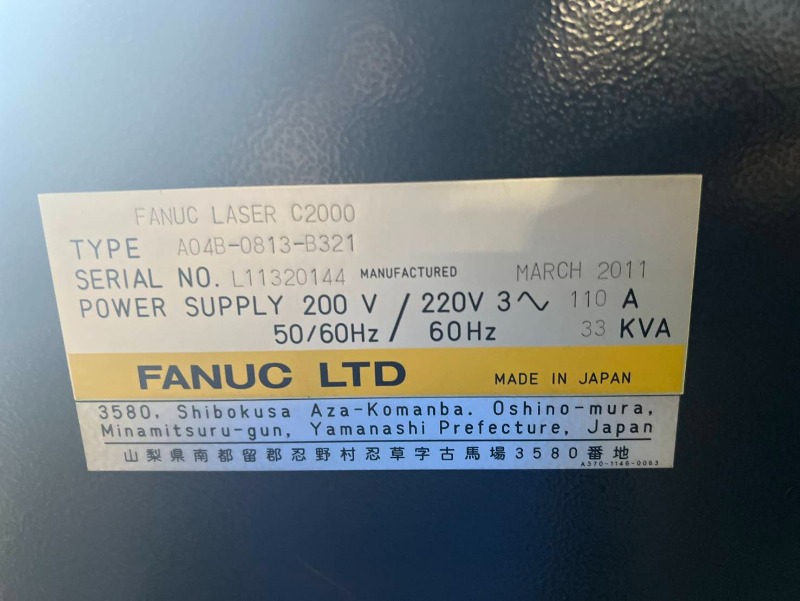 FANUC LASER C2000
TYPE A04B-0813-B321
SERIAL NO. L11320144 MANUFACTURED MARCH 2011
POWER SUPPLY 200 V / 220V 3∿ 110 A
50/60Hz / 60Hz 33 KVA
FANUC LTD MADE IN JAPAN
3580, Shibokusa Aza-Komanba. Oshino-mura,
Minamitsuru-gun, Yamanashi Prefecture, Japan
山梨県南都留郡忍野村忍草字古馬場3580番地
A370-1146-0063